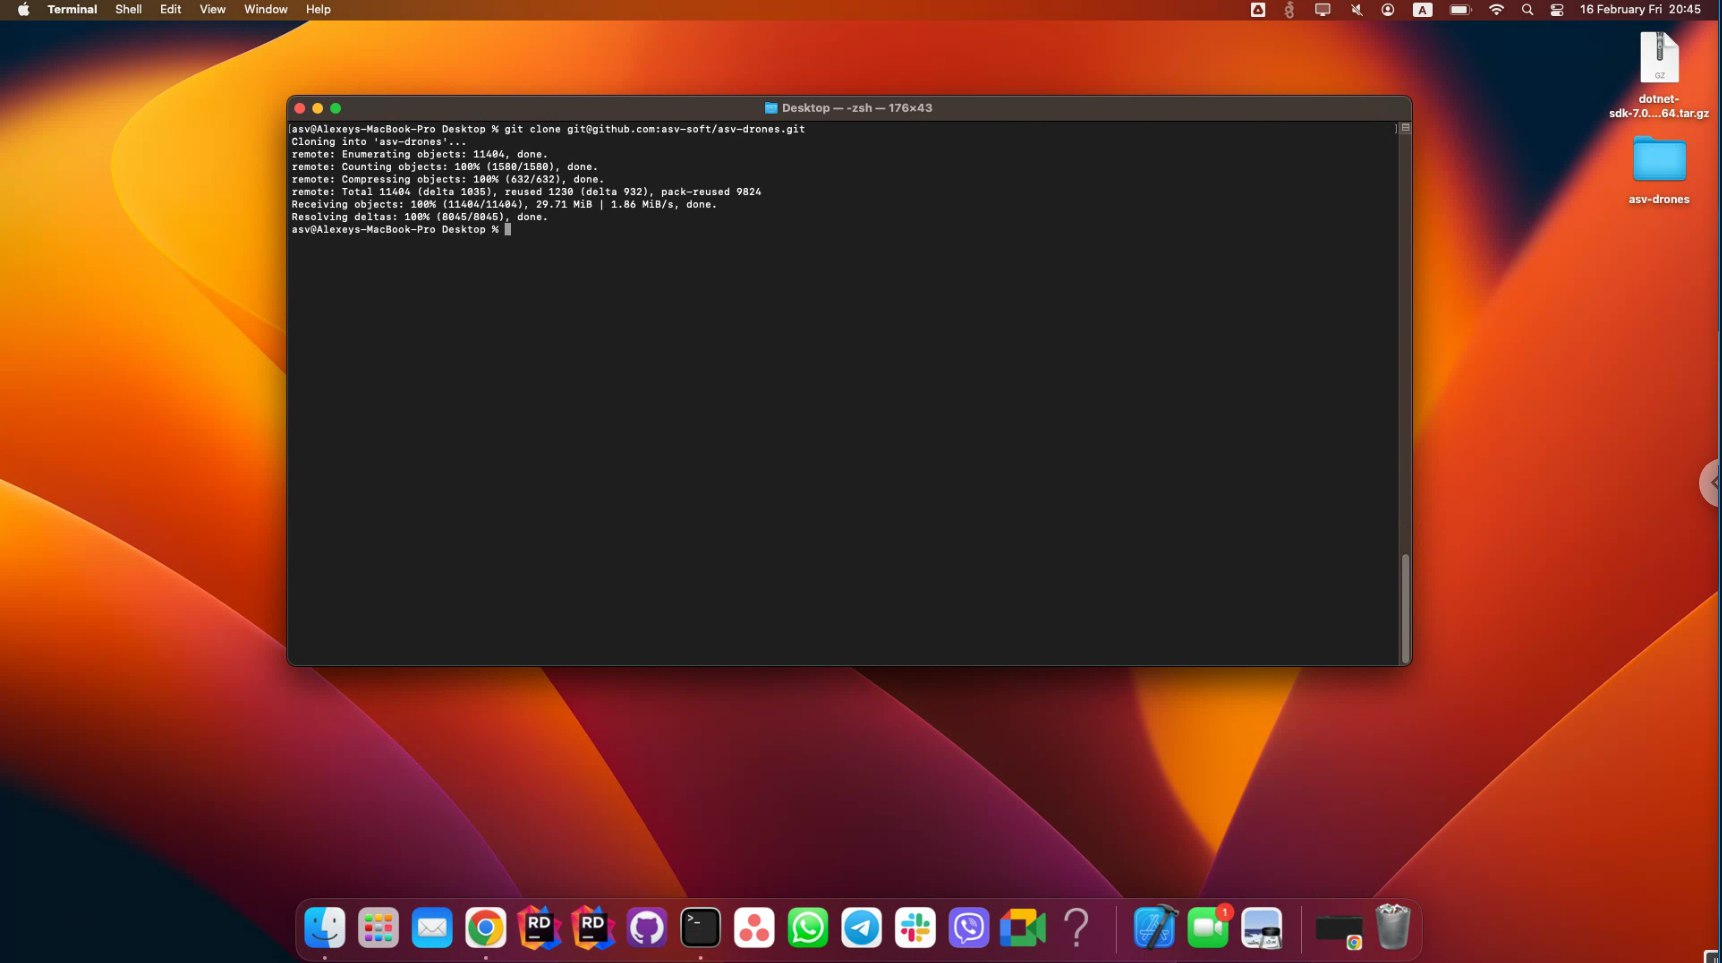 Terminal Shell Edit View Window Help
A 16 February Fri 20:45
GZ
dotnet-
sdk-7.0....64.tar.gz
asv-drones
Desktop — -zsh — 176×43
[asv@Alexeys-MacBook-Pro Desktop % git clone git@github.com:asv-soft/asv-drones.git ]
Cloning into 'asv-drones'...
remote: Enumerating objects: 11404, done.
remote: Counting objects: 100% (1580/1580), done.
remote: Compressing objects: 100% (632/632), done.
remote: Total 11404 (delta 1035), reused 1230 (delta 932), pack-reused 9824
Receiving objects: 100% (11404/11404), 29.71 MiB | 1.86 MiB/s, done.
Resolving deltas: 100% (8045/8045), done.
asv@Alexeys-MacBook-Pro Desktop %
RD RD >_ ? 1